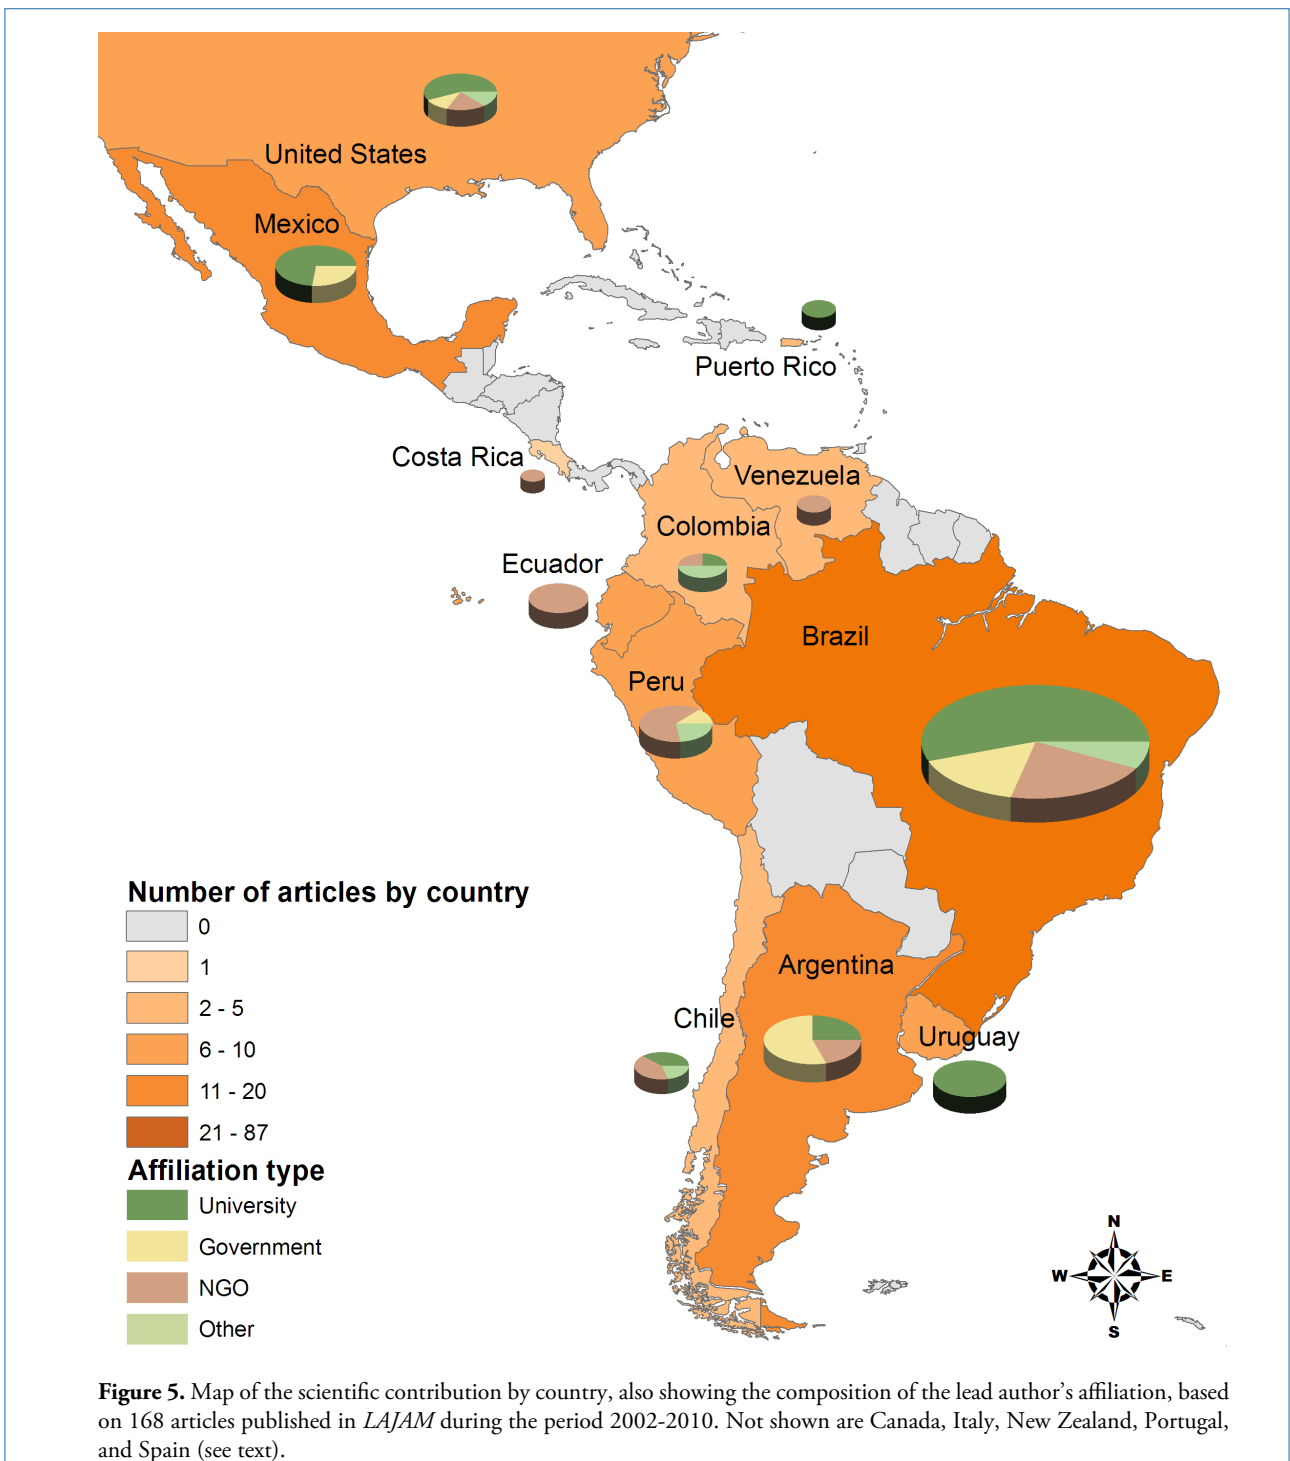 United States
Mexico
Puerto Rico
Costa Rica
Venezuela
Colombia
Ecuador
Brazil
Peru
Argentina
Chile
Uruguay
Number of articles by country
0
1
2 - 5
6 - 10
11 - 20
21 - 87
Affiliation type
University
Government
NGO
Other
N
W E
S
Figure 5. Map of the scientific contribution by country, also showing the composition of the lead author's affiliation, based
on 168 articles published in LAJAM during the period 2002-2010. Not shown are Canada, Italy, New Zealand, Portugal,
and Spain (see text).